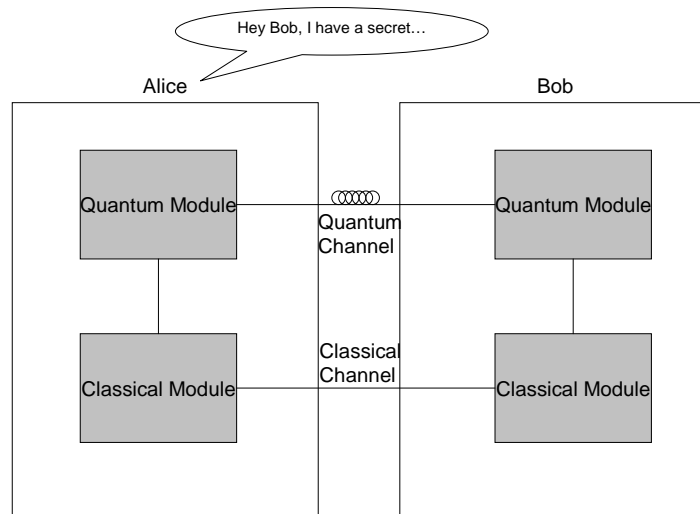 Hey Bob, I have a secret…
Alice
Bob
Quantum Module
Quantum
Channel
Quantum Module
Classical Module
Classical
Channel
Classical Module